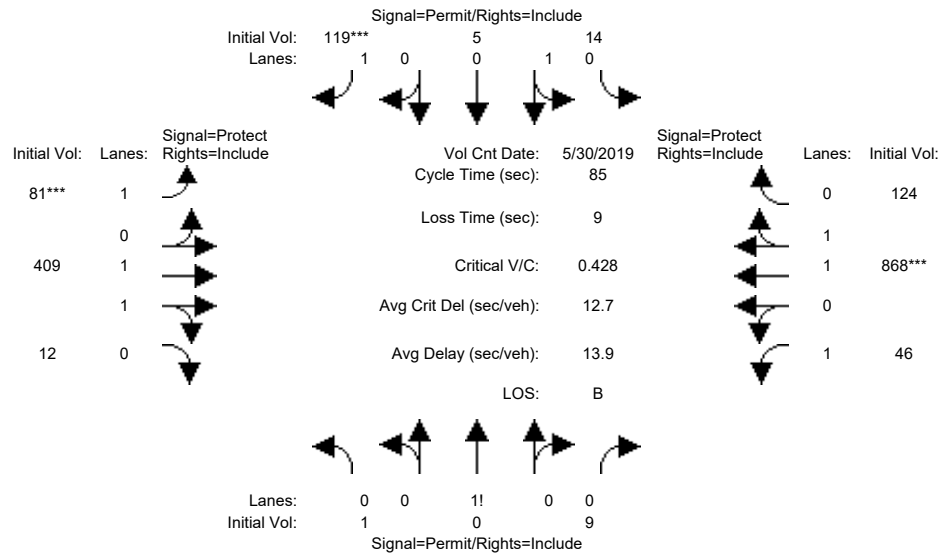 Signal=Permit/Rights=Include
Initial Vol: 119*** 5 14
Lanes: 1 0 0 1 0
Signal=Protect
Initial Vol: Lanes: Rights=Include
Vol Cnt Date: 5/30/2019
Signal=Protect
Rights=Include Lanes: Initial Vol:
Cycle Time (sec): 85
81*** 1
0 124
Loss Time (sec): 9
0
1
409 1
Critical V/C: 0.428
1 868***
1
Avg Crit Del (sec/veh): 12.7
0
12 0
Avg Delay (sec/veh): 13.9
1 46
LOS: B
Lanes: 0 0 1! 0 0
Initial Vol: 1 0 9
Signal=Permit/Rights=Include